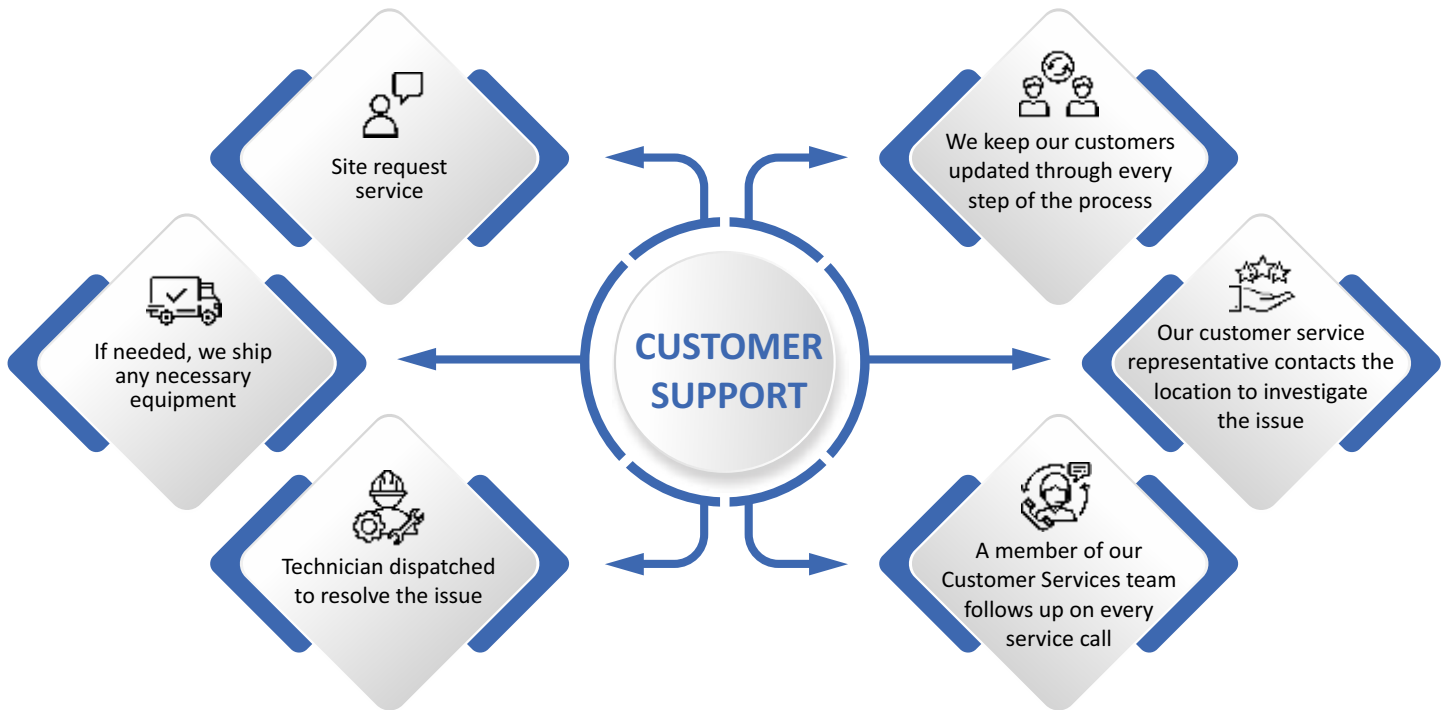 Site request
service
We keep our customers
updated through every
step of the process
If needed, we ship
any necessary
equipment
CUSTOMER
SUPPORT
Our customer service
representative contacts the
location to investigate
the issue
Technician dispatched
to resolve the issue
A member of our
Customer Services team
follows up on every
service call